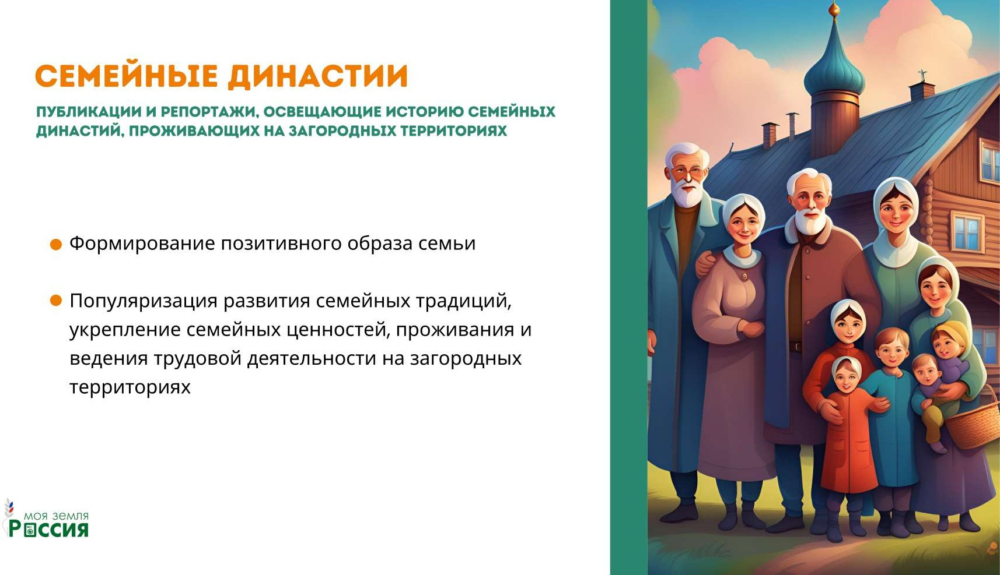 СЕМЕЙНЫЕ ДИНАСТИИ
ПУБЛИКАЦИИ И РЕПОРТАЖИ, ОСВЕЩАЮЩИЕ ИСТОРИЮ СЕМЕЙНЫХ
ДИНАСТИЙ, ПРОЖИВАЮЩИХ НА ЗАГОРОДНЫХ ТЕРРИТОРИЯХ
Формирование позитивного образа семьи
Популяризация развития семейных традиций,
укрепление семейных ценностей, проживания и
ведения трудовой деятельности на загородных
территориях
моя земля
Россия